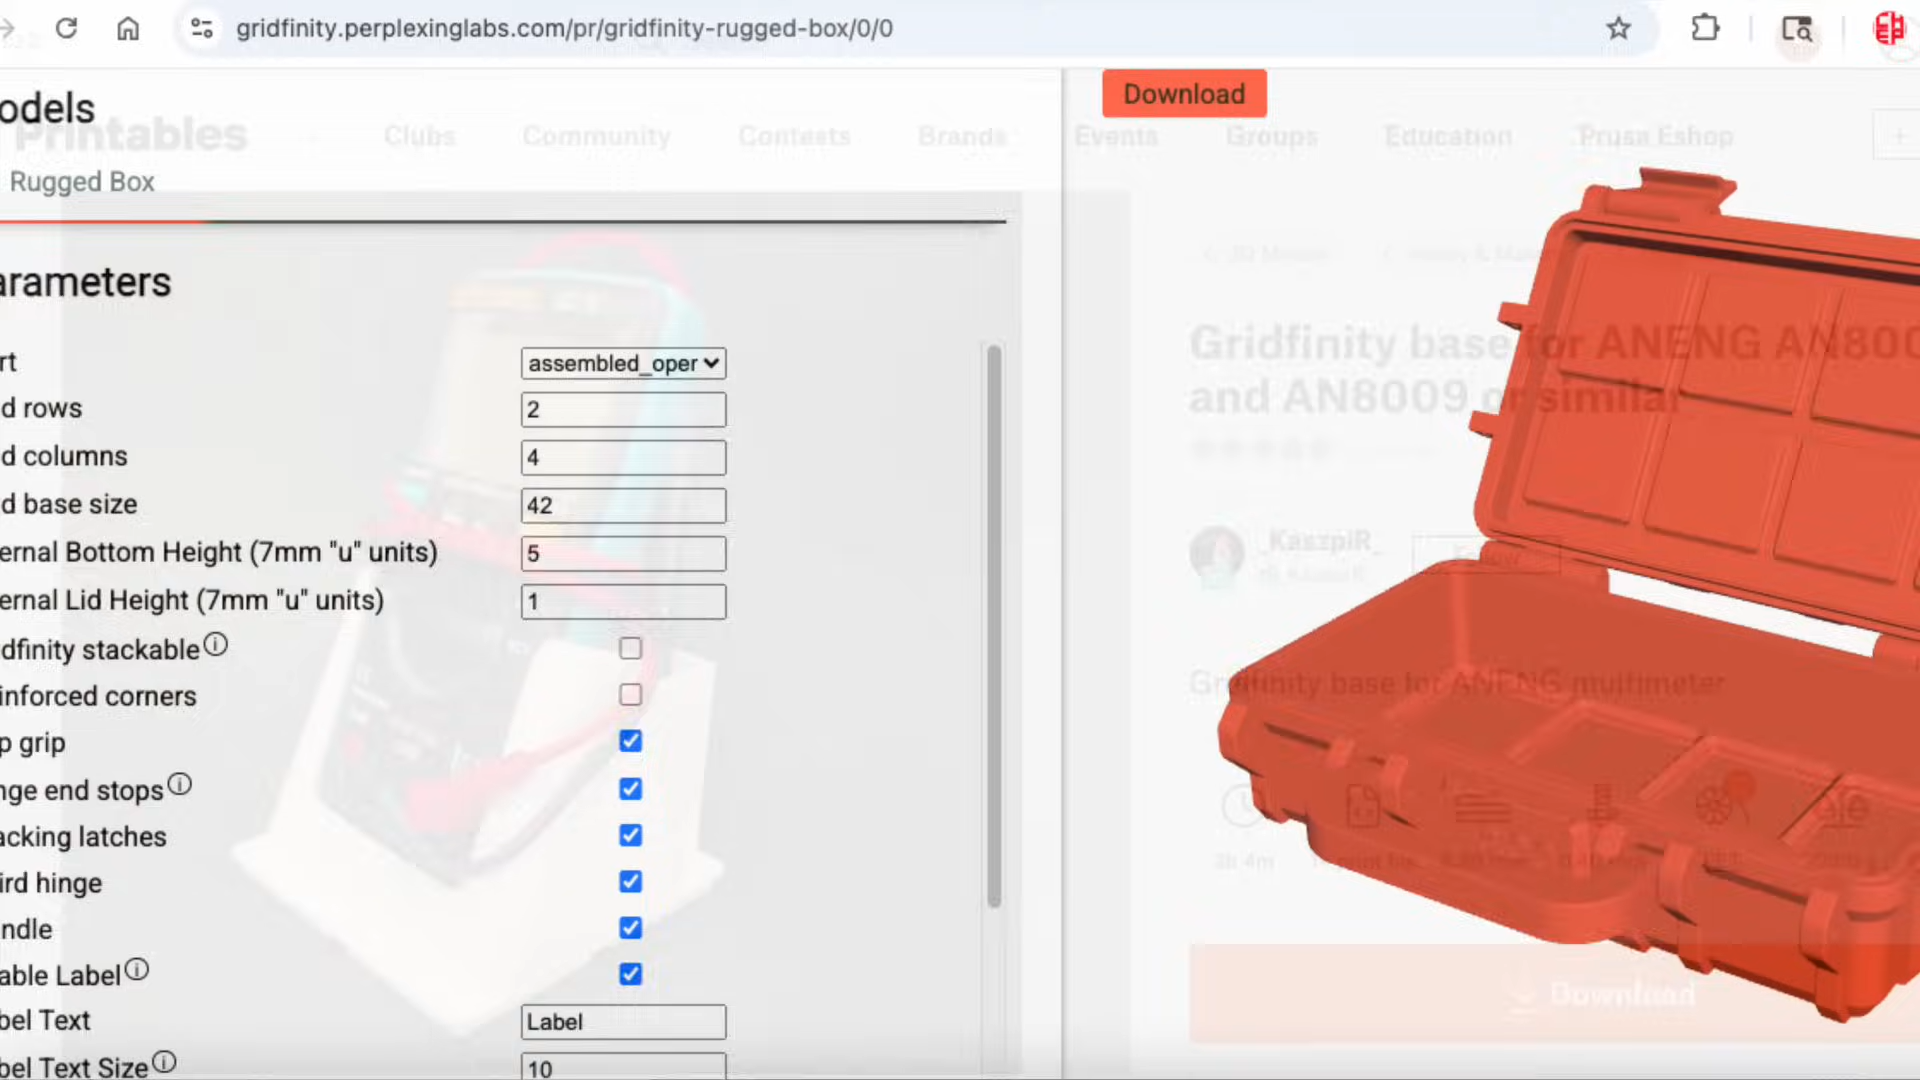 gridfinity.perplexinglabs.com/pr/gridfinity-rugged-box/0/0
Download
odels
Printables
Clubs
Community
Contests
Brands
Events
Groups
Education
Prusa Eshop
Rugged Box
arameters
rt
assembled_oper
d rows
2
d columns
4
d base size
42
ernal Bottom Height (7mm "u" units)
5
ernal Lid Height (7mm "u" units)
1
dfinity stackable
inforced corners
p grip
nge end stops
acking latches
ird hinge
ndle
able Label
bel Text
Label
bel Text Size
10
Gridfinity base for ANENG AN800
and AN8009 or similar
_KaszpiR_
Follow
Gridfinity base for ANENG multimeter
3h 4m
Download